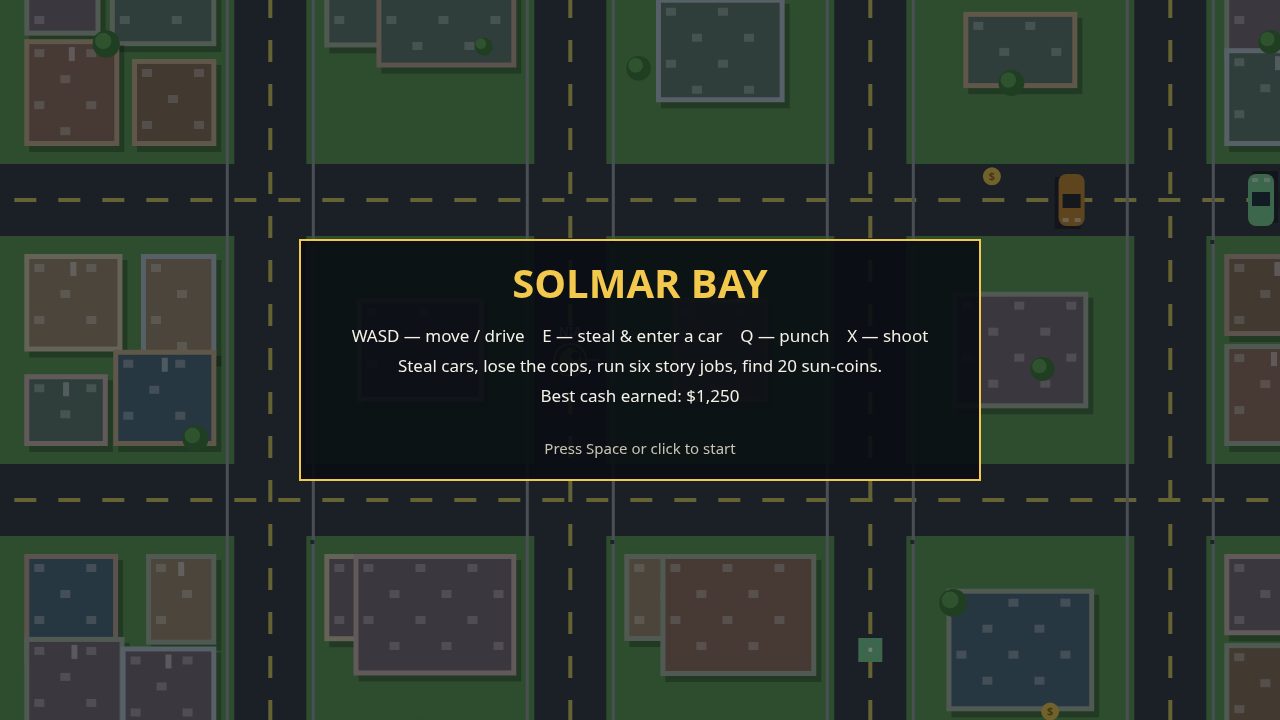 SOLMAR BAY
WASD — move / drive    E — steal & enter a car    Q — punch    X — shoot
Steal cars, lose the cops, run six story jobs, find 20 sun-coins.
Best cash earned: $1,250
Press Space or click to start
$
$